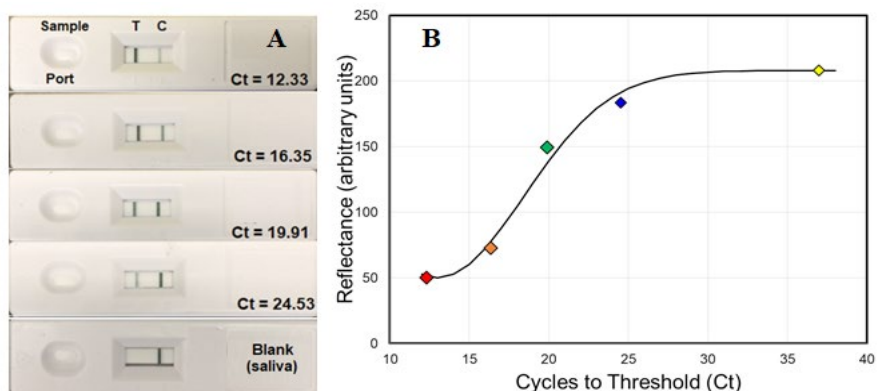 Sample T C A
Port Ct = 12.33
Ct = 16.35
Ct = 19.91
Ct = 24.53
Blank
(saliva)
B
250
200
150
100
50
0
Reflectance (arbitrary units)
10 15 20 25 30 35 40
Cycles to Threshold (Ct)